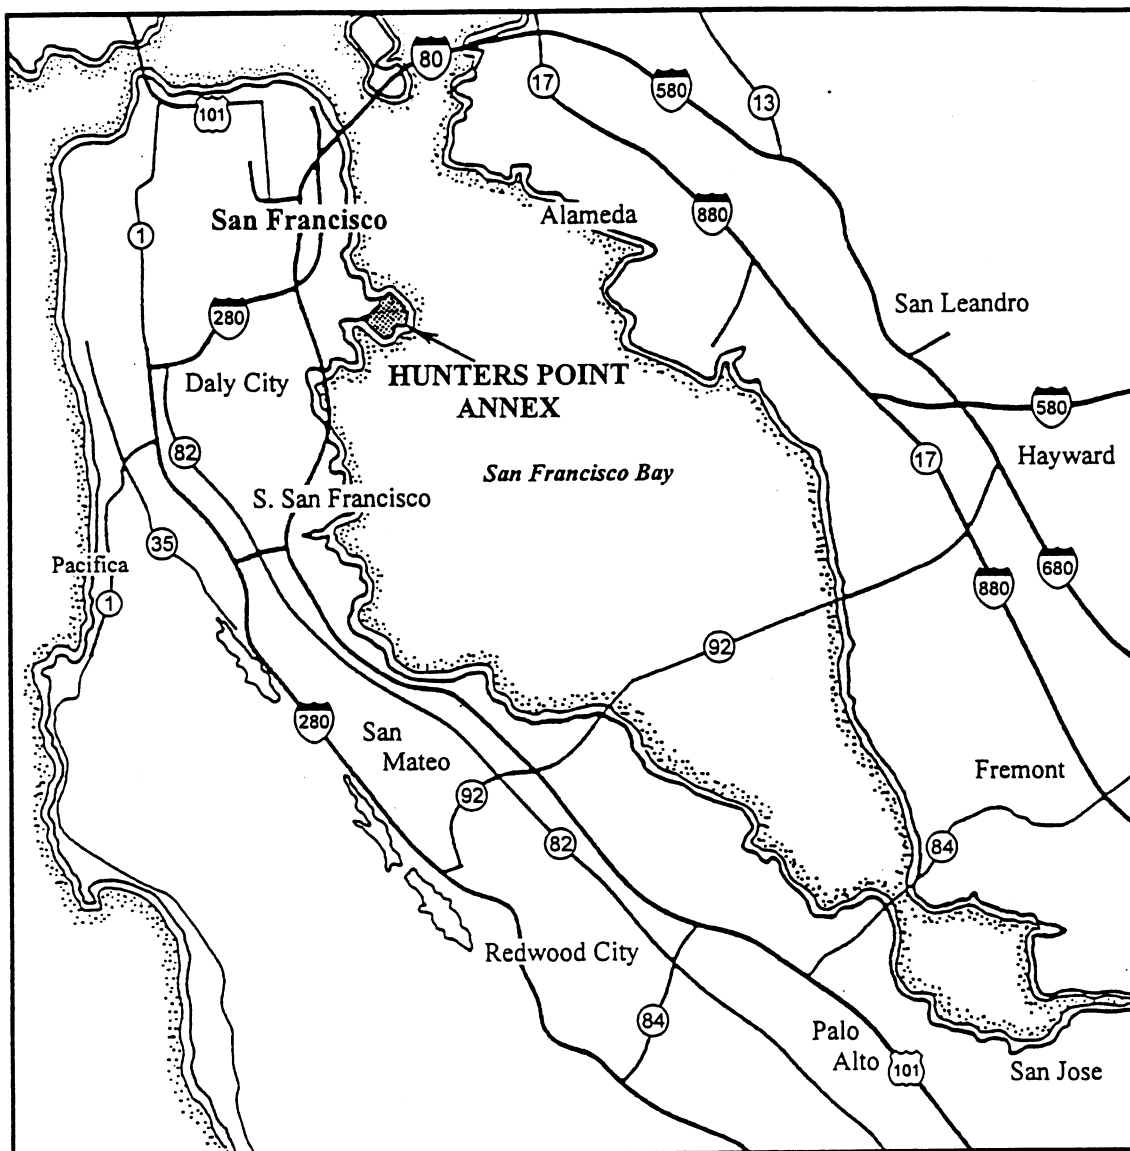 80
17
580
13
101
San Francisco
Alameda
880
1
280
San Leandro
Daly City
HUNTERS POINT
ANNEX
580
82
San Francisco Bay
17
Hayward
S. San Francisco
35
Pacifica
1
880
680
92
280
San
Mateo
Fremont
92
82
84
Redwood City
84
Palo
Alto
101
San Jose